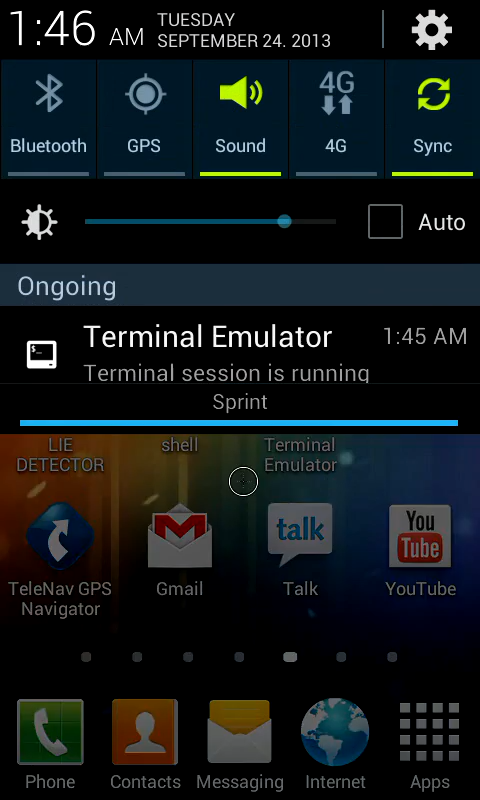 1:46 AM TUESDAY
SEPTEMBER 24. 2013
Bluetooth GPS Sound 4G 4G Sync
Auto
Ongoing
Terminal Emulator 1:45 AM
Terminal session is running
Sprint
LIE DETECTOR shell Terminal Emulator
talk You Tube
TeleNav GPS Navigator Gmail Talk YouTube
Phone Contacts Messaging Internet Apps